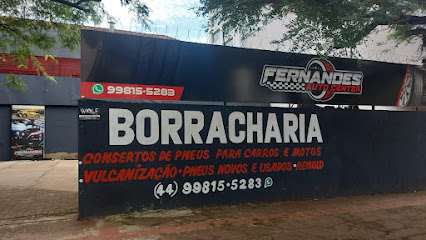 FERNANDES
AUTO CENTER
99815-5283
WOLF
BORRACHARIA
CONSERTOS DE PNEUS PARA CARROS E MOTOS
VULCANIZAÇÃO • PNEUS NOVOS E USADOS • REMOLD
(44) 99815-5283